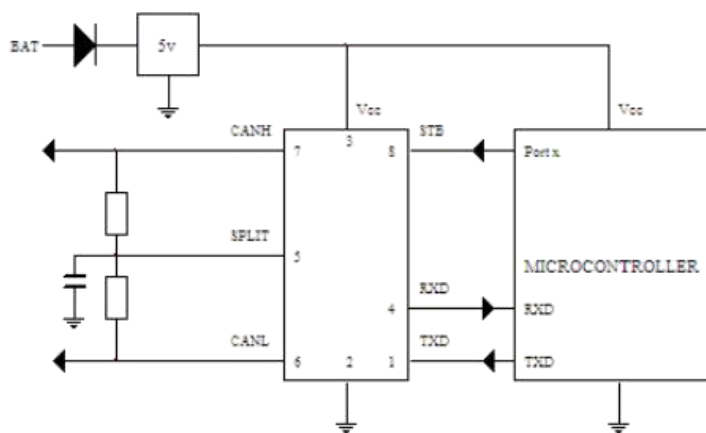 BAT
5v
Vcc
Vcc
CANH
STB
3
7
8
Port x
SPLIT
5
MICROCONTROLLER
RXD
4
RXD
CANL
TXD
6
2
1
TXD